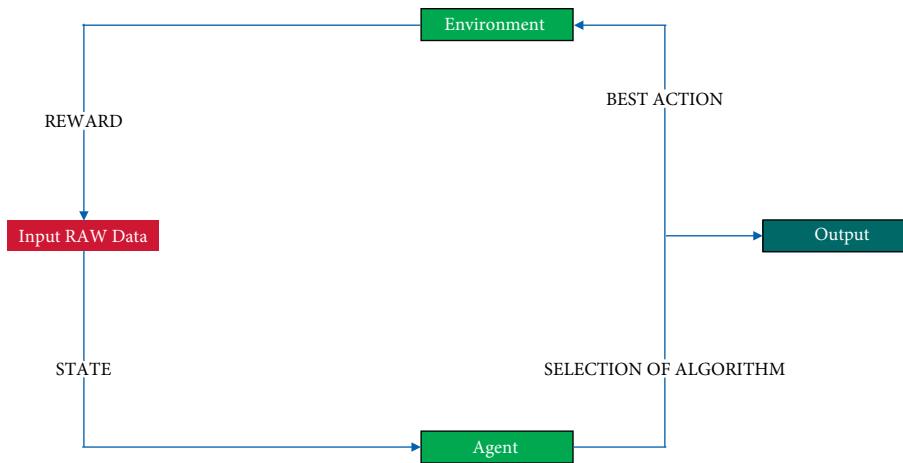 Environment
BEST ACTION
REWARD
Input RAW Data
Output
STATE
SELECTION OF ALGORITHM
Agent